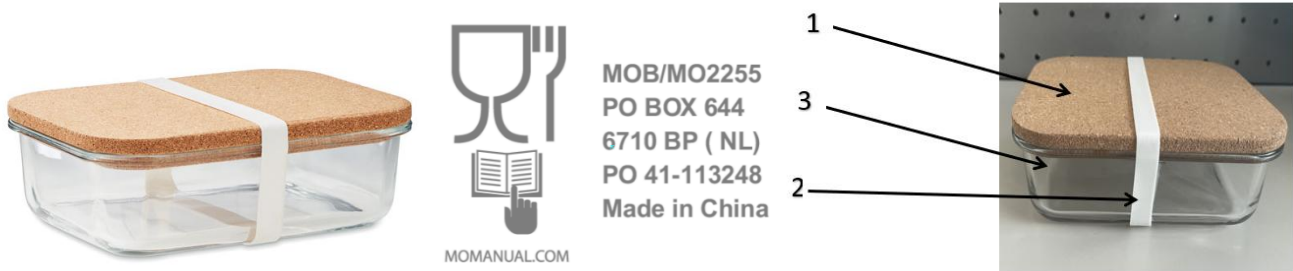 MOMANUAL.COM
MOB/MO2255
PO BOX 644
6710 BP ( NL)
PO 41-113248
Made in China
1
3
2